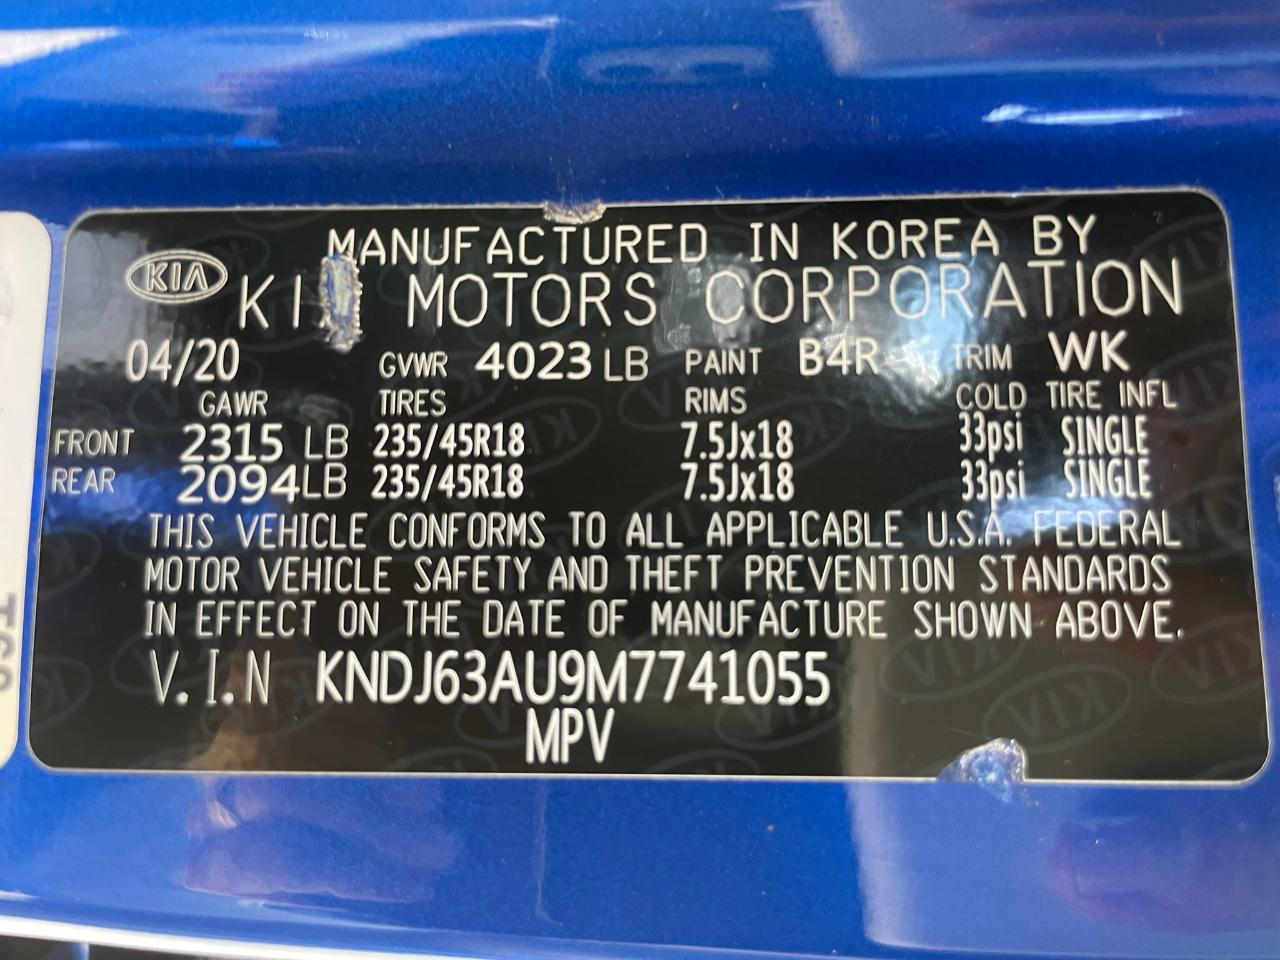 MANUFACTURED IN KOREA BY
KIA KI MOTORS CORPORATION
04/20 GVWR 4023 LB PAINT B4R TRIM WK
GAWR TIRES RIMS COLD TIRE INFL
FRONT 2315 LB 235/45R18 7.5Jx18 33psi SINGLE
REAR 2094LB 235/45R18 7.5Jx18 33psi SINGLE
THIS VEHICLE CONFORMS TO ALL APPLICABLE U.S.A. FEDERAL
MOTOR VEHICLE SAFETY AND THEFT PREVENTION STANDARDS
IN EFFECT ON THE DATE OF MANUFACTURE SHOWN ABOVE.
V.I.N KNDJ63AU9M7741055
MPV